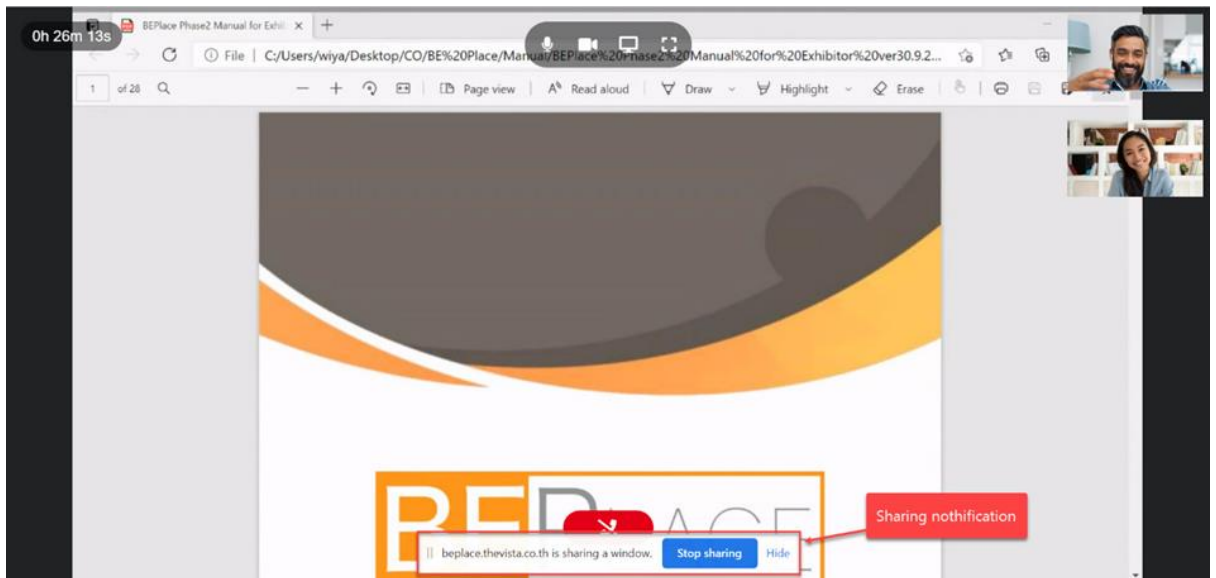 0h 26m 13s
BEPlace Phase2 Manual for Exhi
File | C:/Users/wiya/Desktop/CO/BE%20Place/Manual/BEPlace%20Phase2%20Manual%20for%20Exhibitor%20ver30.9.2...
1 of 28 Page view Read aloud Draw Highlight Erase
BEPLACE
Sharing nothification
beplace.thevista.co.th is sharing a window. Stop sharing Hide